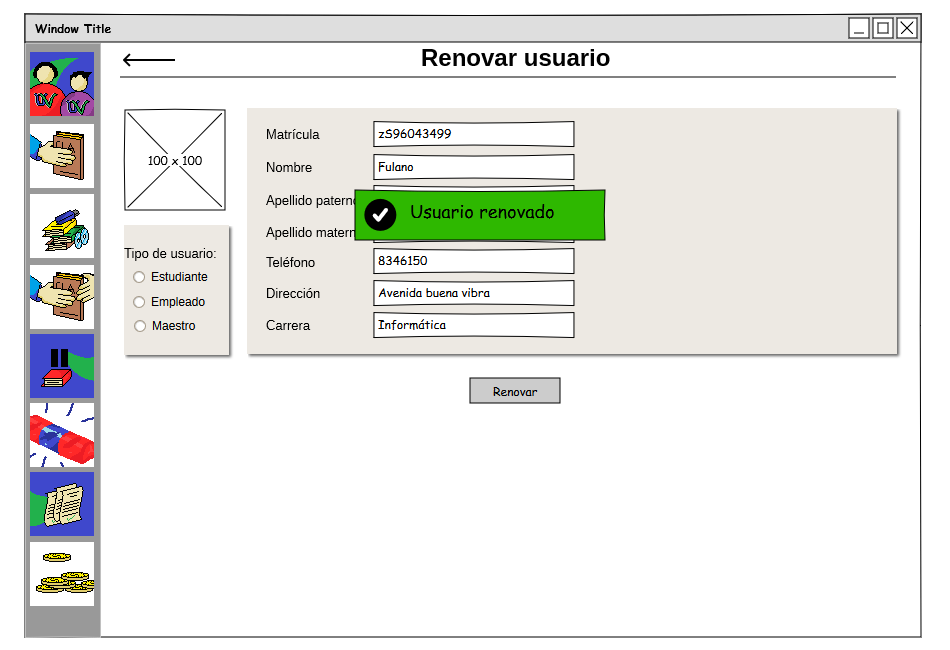 Window Title
Renovar usuario
100 x 100
Tipo de usuario:
Estudiante
Empleado
Maestro
Matrícula
zS96043499
Nombre
Fulano
Apellido paterno
Usuario renovado
Apellido matern
Teléfono
8346150
Dirección
Avenida buena vibra
Carrera
Informática
Renovar